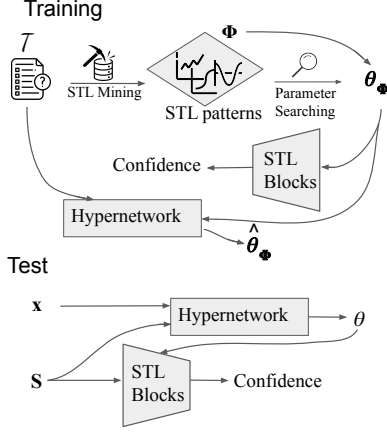 Training
𝒯
Φ
STL Mining
STL patterns
Parameter
Searching
θ_Φ
Confidence
STL
Blocks
Hypernetwork
θ̂_Φ
Test
x
Hypernetwork
θ
S
STL
Blocks
Confidence